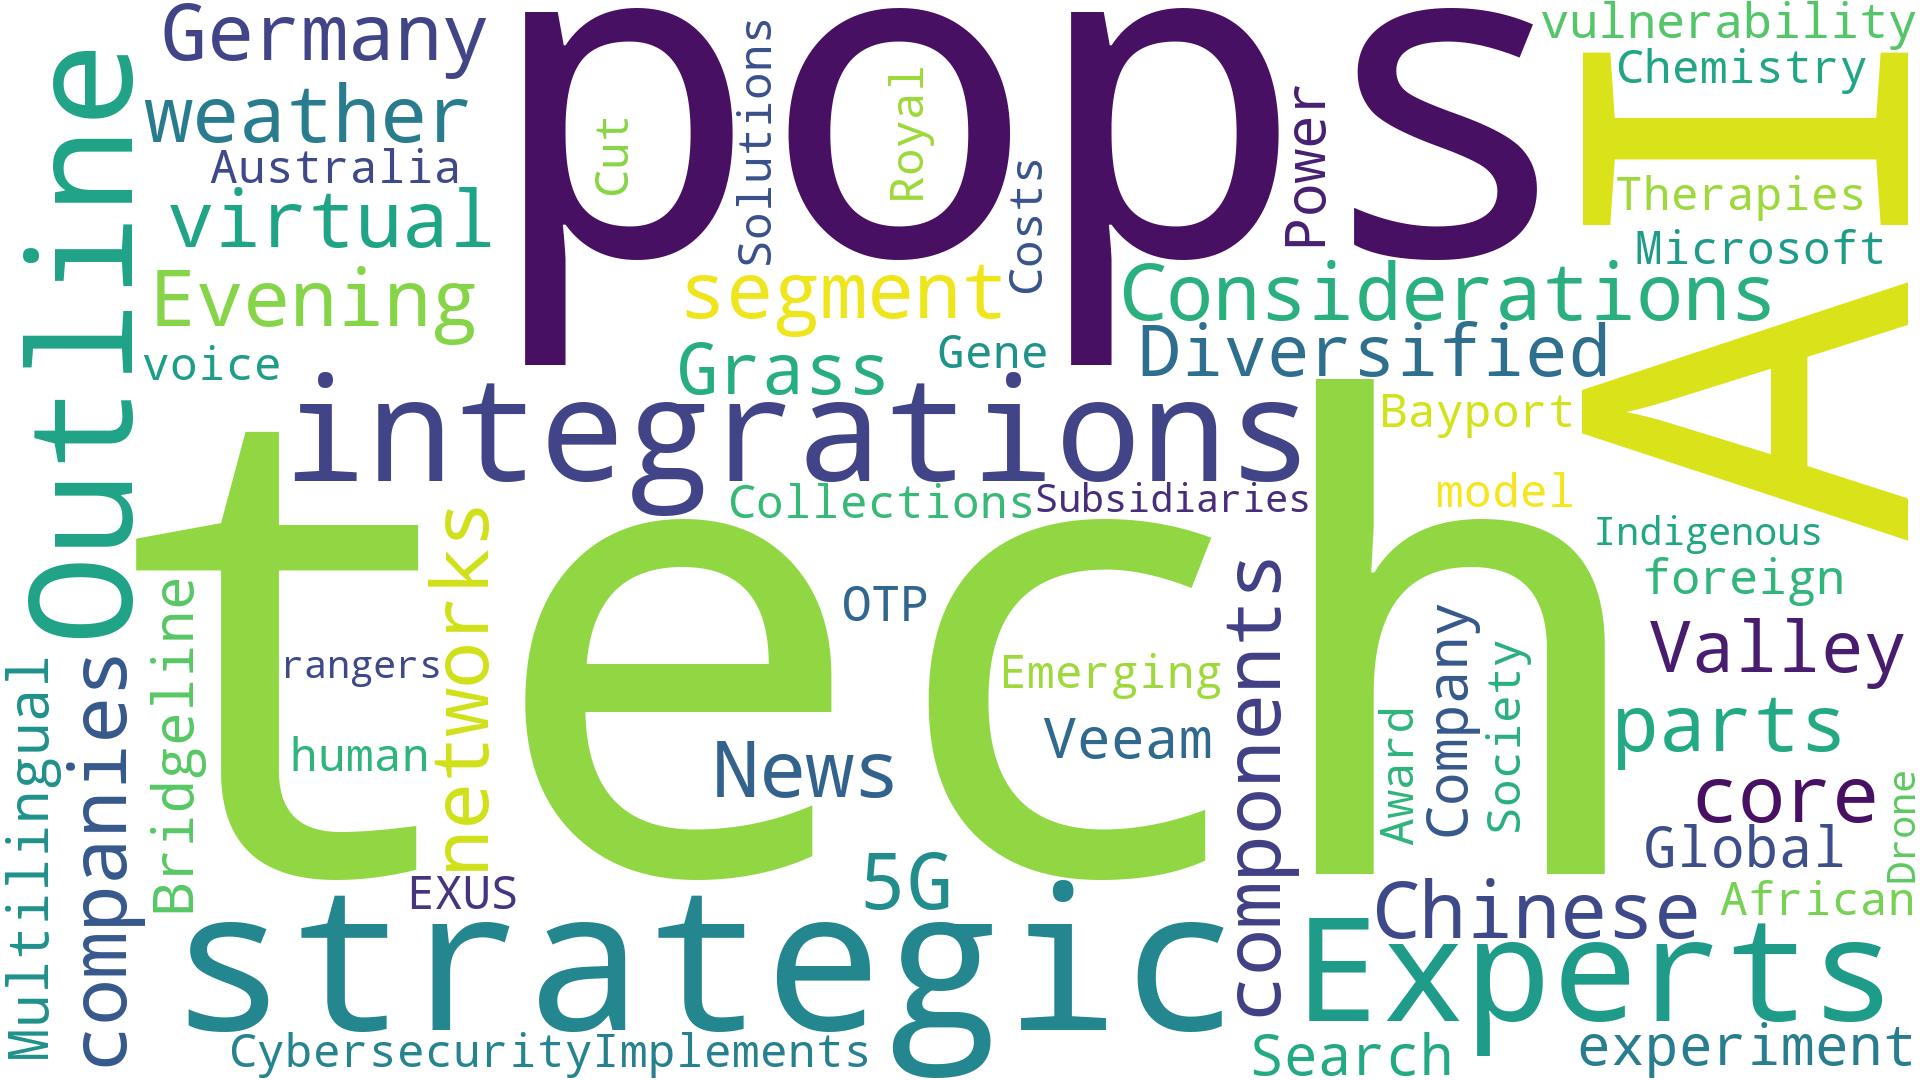 Germany
pops
vulnerability
Chemistry
Outline
weather
Cut
Solutions
Royal
Power
AI
Australia
Costs
Therapies
virtual
Microsoft
Evening
segment
Considerations
voice
Grass
Gene
Diversified
integrations
Bayport
tech
networks
Collections
Subsidiaries
model
Indigenous
foreign
OTP
components
Bridgeline
rangers
Emerging
Company
Society
Valley
Multilingual
companies
human
News
Veeam
Award
parts
core
Drone
Global
EXUS
5G
Chinese
African
strategic
Experts
CybersecurityImplements
Search
experiment